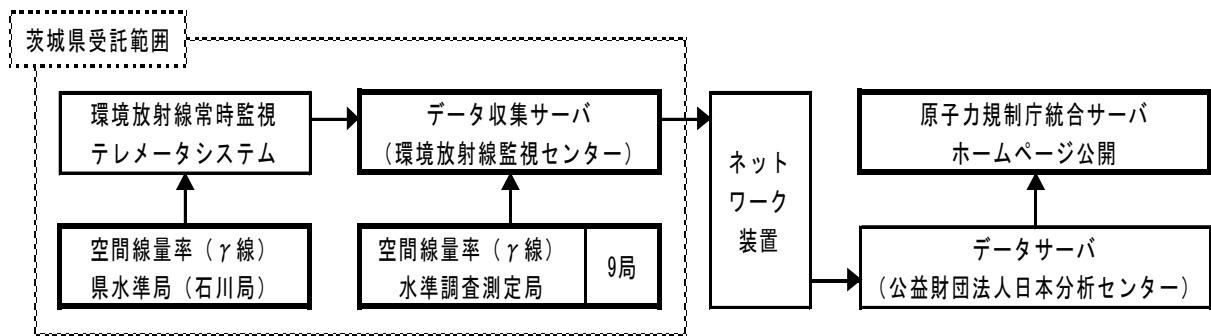 茨城県受託範囲
環境放射線常時監視
テレメータシステム
データ収集サーバ
(環境放射線監視センター)
ネット
ワーク
装置
原子力規制庁統合サーバ
ホームページ公開
空間線量率(γ線)
県水準局(石川局)
空間線量率(γ線)
水準調査測定局
9局
データサーバ
(公益財団法人日本分析センター)